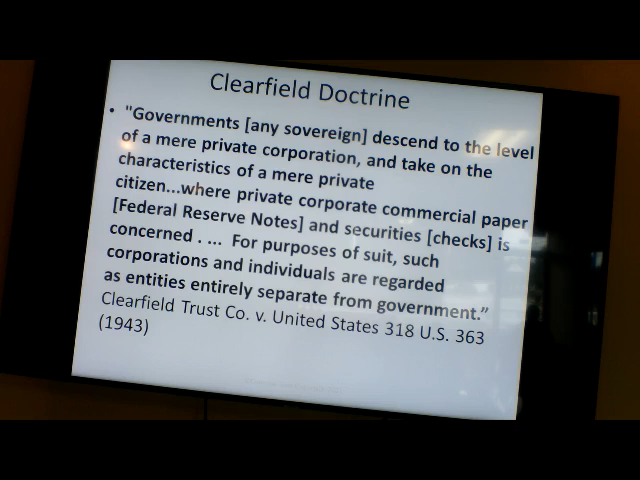 Clearfield Doctrine
• "Governments [any sovereign] descend to the level
of a mere private corporation, and take on the
characteristics of a mere private
citizen...where private corporate commercial paper
[Federal Reserve Notes] and securities [checks] is
concerned . ... For purposes of suit, such
corporations and individuals are regarded
as entities entirely separate from government.”
Clearfield Trust Co. v. United States 318 U.S. 363
(1943)